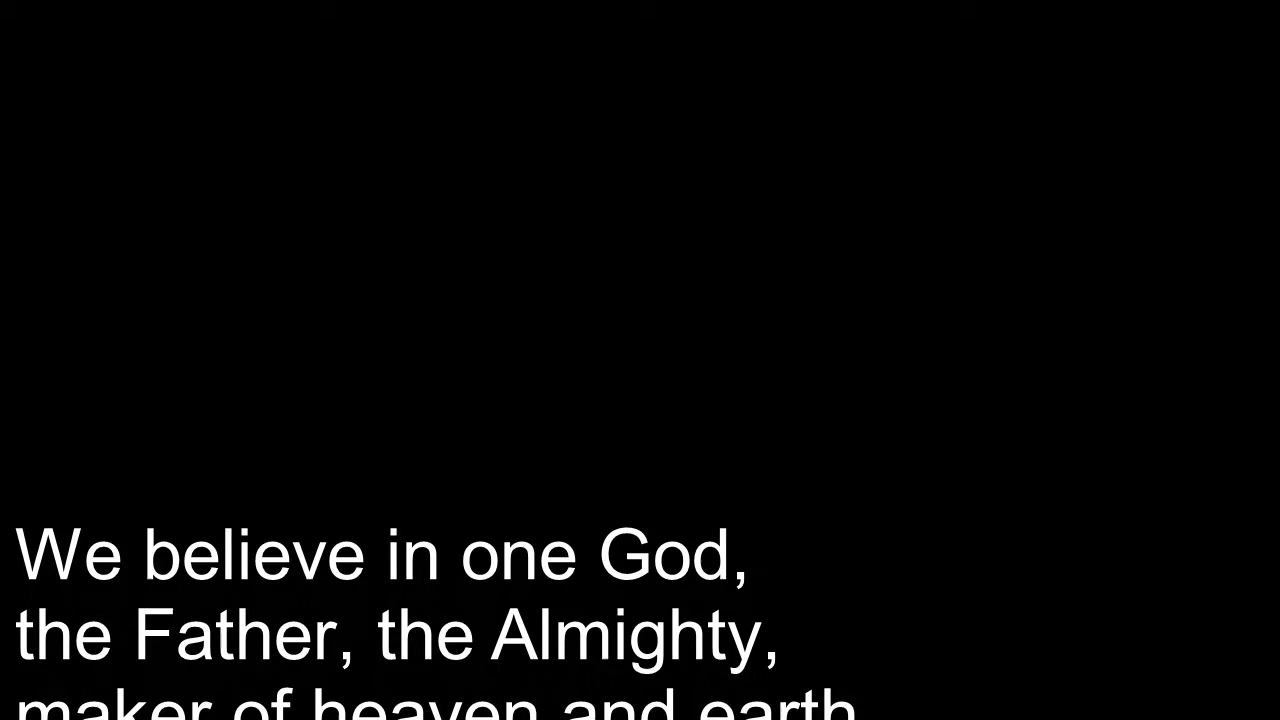 We believe in one God,
the Father, the Almighty,
maker of heaven and earth